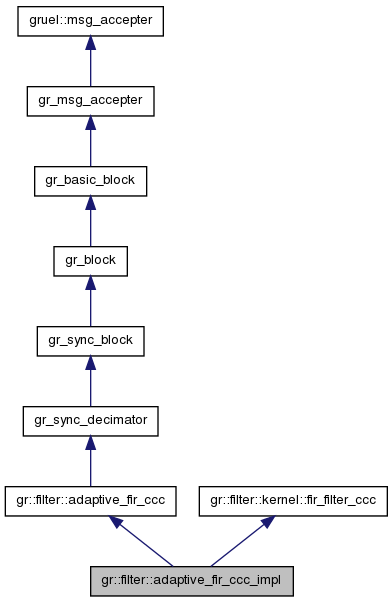 gruel::msg_accepter
gr_msg_accepter
gr_basic_block
gr_block
gr_sync_block
gr_sync_decimator
gr::filter::adaptive_fir_ccc
gr::filter::kernel::fir_filter_ccc
gr::filter::adaptive_fir_ccc_impl